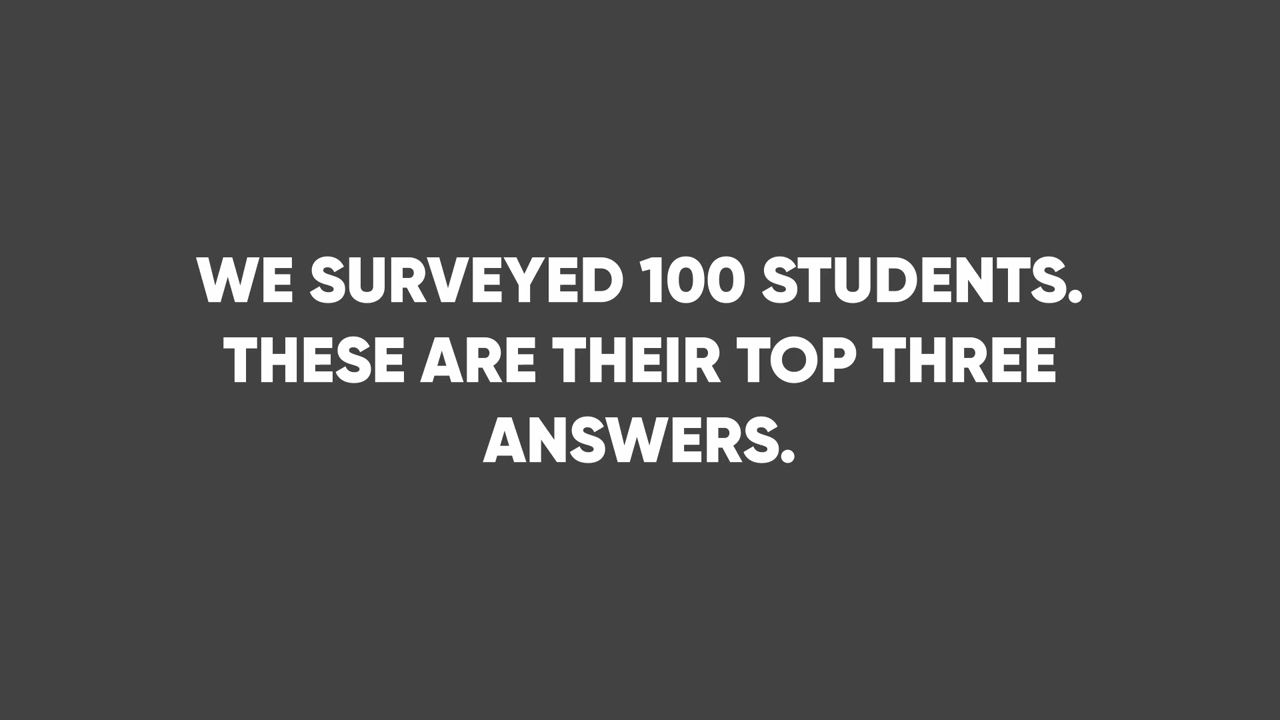 WE SURVEYED 100 STUDENTS.
THESE ARE THEIR TOP THREE
ANSWERS.